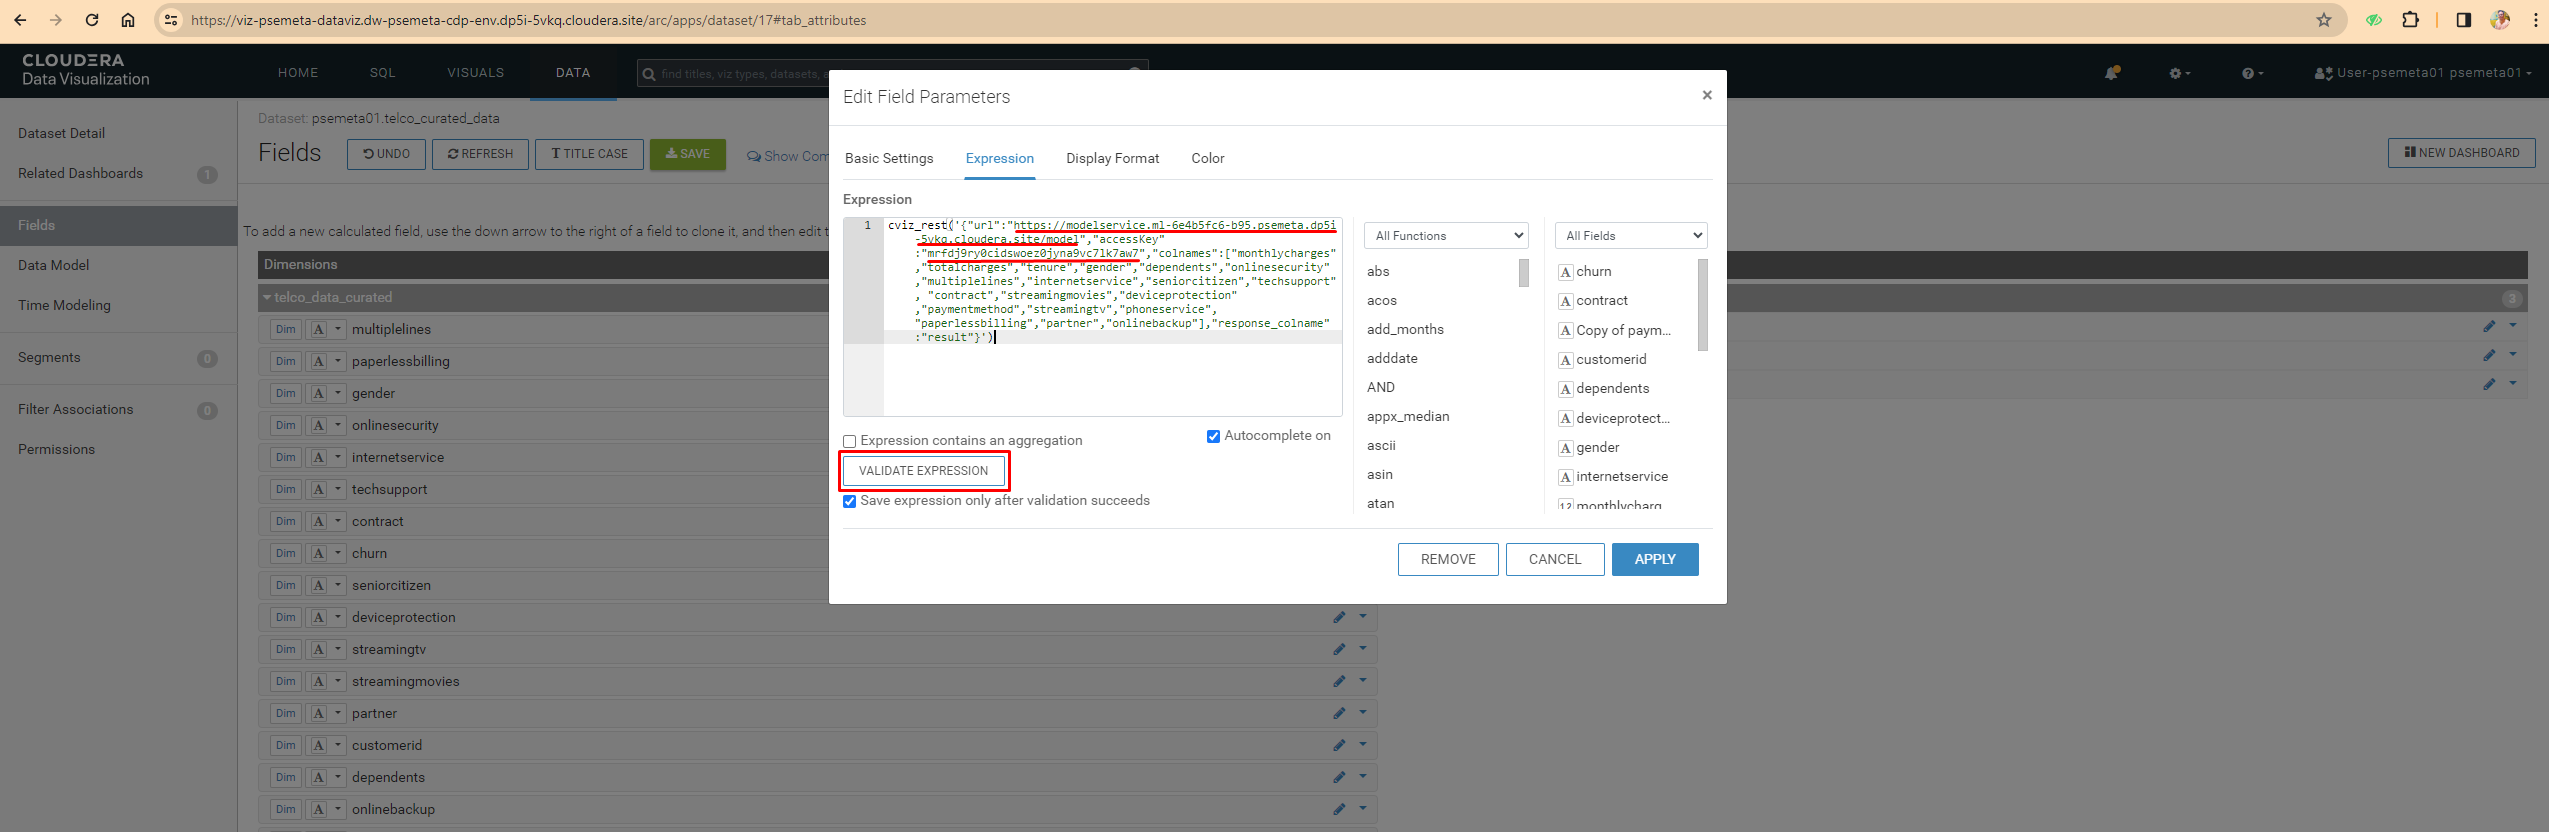 https://viz-psemeta-dataviz.dw-psemeta-cdp-env.dp5i-5vkq.cloudera.site/arc/apps/dataset/17#tab_attributes
CLOUDERA
Data Visualization
HOME
SQL
VISUALS
DATA
find titles, viz types, datasets,
User-psemeta01 psemeta01
Dataset Detail
Related Dashboards 1
Fields
Data Model
Time Modeling
Segments 0
Filter Associations 0
Permissions
Dataset: psemeta01.telco_curated_data
Fields
UNDO
REFRESH
TITLE CASE
SAVE
Show Com
NEW DASHBOARD
To add a new calculated field, use the down arrow to the right of a field to clone it, and then edit t
Dimensions
telco_data_curated
3
Dim A multiplelines
Dim A paperlessbilling
Dim A gender
Dim A onlinesecurity
Dim A internetservice
Dim A techsupport
Dim A contract
Dim A churn
Dim A seniorcitizen
Dim A deviceprotection
Dim A streamingtv
Dim A streamingmovies
Dim A partner
Dim A customerid
Dim A dependents
Dim A onlinebackup
Edit Field Parameters
×
Basic Settings
Expression
Display Format
Color
Expression
1 cviz_rest('{"url":"https://modelservice.ml-6e4b5fc6-b95.psemeta.dp5i
-5vkq.cloudera.site/model","accessKey"
:"mrfdj9ry0cidswoez0jyna9vc7lk7aw7","colnames":["monthlycharges"
,"totalcharges","tenure","gender","dependents","onlinesecurity"
,"multiplelines","internetservice","seniorcitizen","techsupport"
, "contract","streamingmovies","deviceprotection"
,"paymentmethod","streamingtv","phoneservice",
"paperlessbilling","partner","onlinebackup"],"response_colname"
:"result"}')
Expression contains an aggregation
Autocomplete on
VALIDATE EXPRESSION
Save expression only after validation succeeds
All Functions
abs
acos
add_months
adddate
AND
appx_median
ascii
asin
atan
All Fields
A churn
A contract
A Copy of paym...
A customerid
A dependents
A deviceprotect...
A gender
A internetservice
12 monthlycharg
REMOVE
CANCEL
APPLY